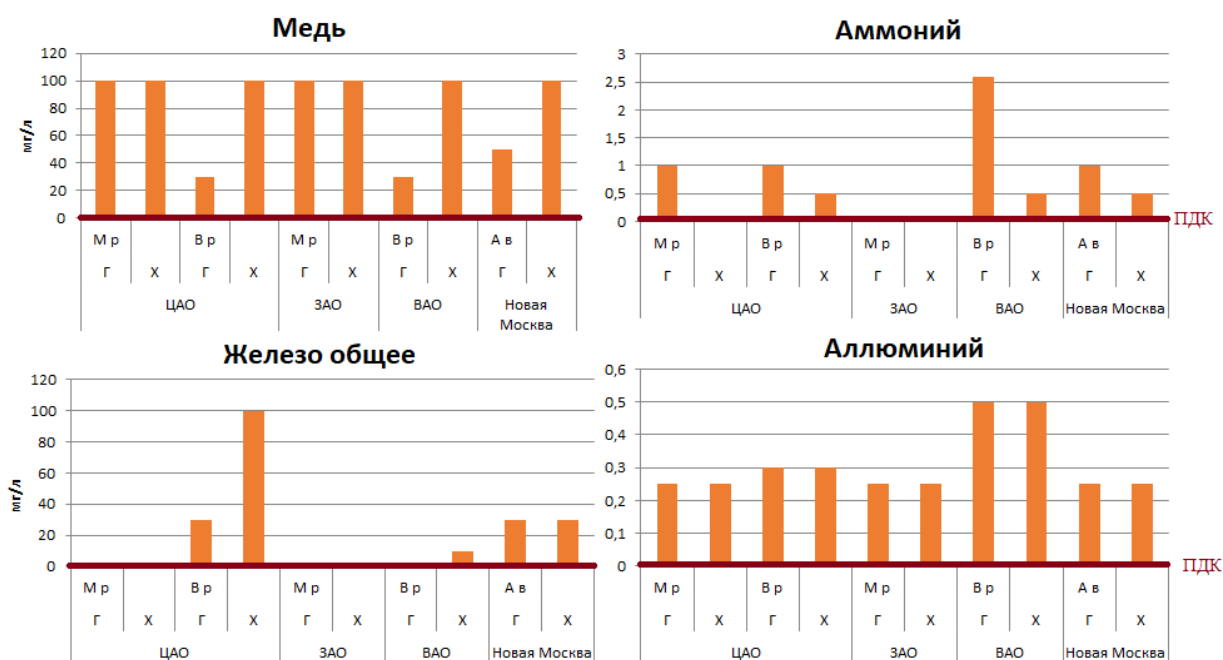 Медь
мг/л
120
100
80
60
40
20
0
М р В р М р В р А в
Г Х Г Х Г Х Г Х Г Х
ЦАО ЗАО ВАО Новая
Москва
Аммоний
3
2,5
2
1,5
1
0,5
0
ПДК
М р В р М р В р А в
Г Х Г Х Г Х Г Х Г Х
ЦАО ЗАО ВАО Новая Москва
Железо общее
мг/л
120
100
80
60
40
20
0
М р В р М р В р А в
Г Х Г Х Г Х Г Х Г Х
ЦАО ЗАО ВАО Новая Москва
Аллюминий
0,6
0,5
0,4
0,3
0,2
0,1
0
ПДК
М р В р М р В р А в
Г Х Г Х Г Х Г Х Г Х
ЦАО ЗАО ВАО Новая Москва